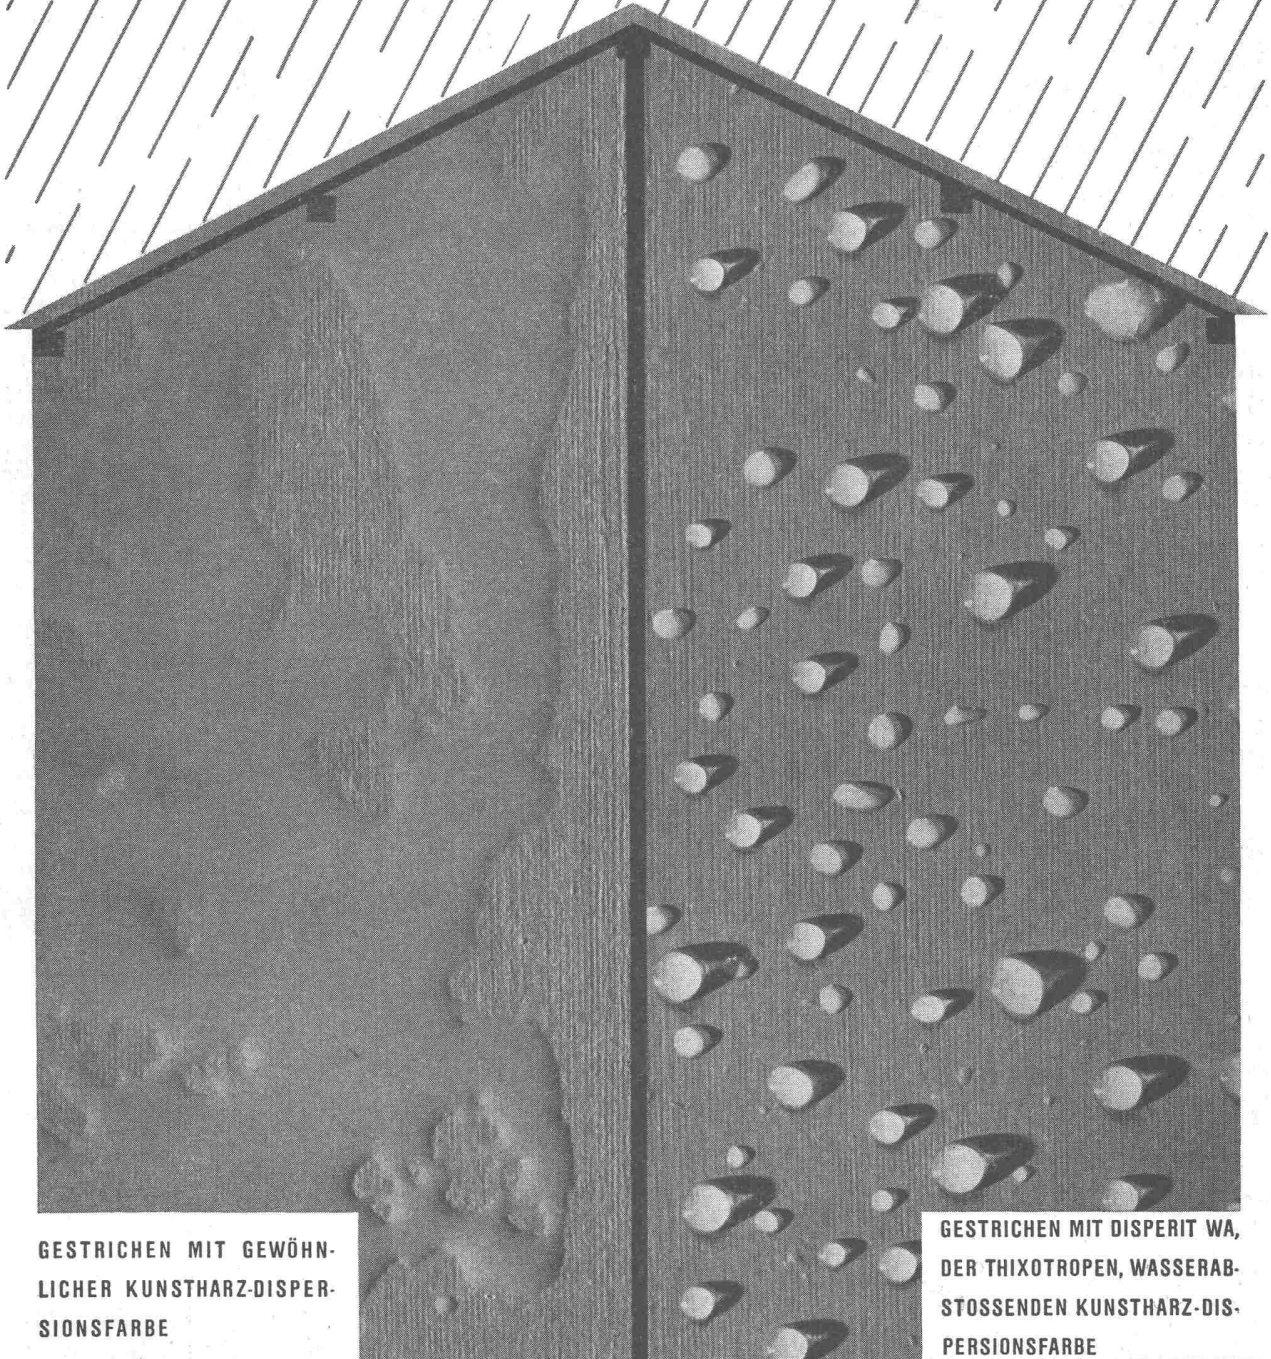 GESTRICHEN MIT GEWÖHN-
LICHER KUNSTHARZ-DISPER-
SIONSFARBE
GESTRICHEN MIT DISPERIT WA,
DER THIXOTROPEN, WASSERAB-
STOSSENDEN KUNSTHARZ-DIS-
PERSIONSFARBE